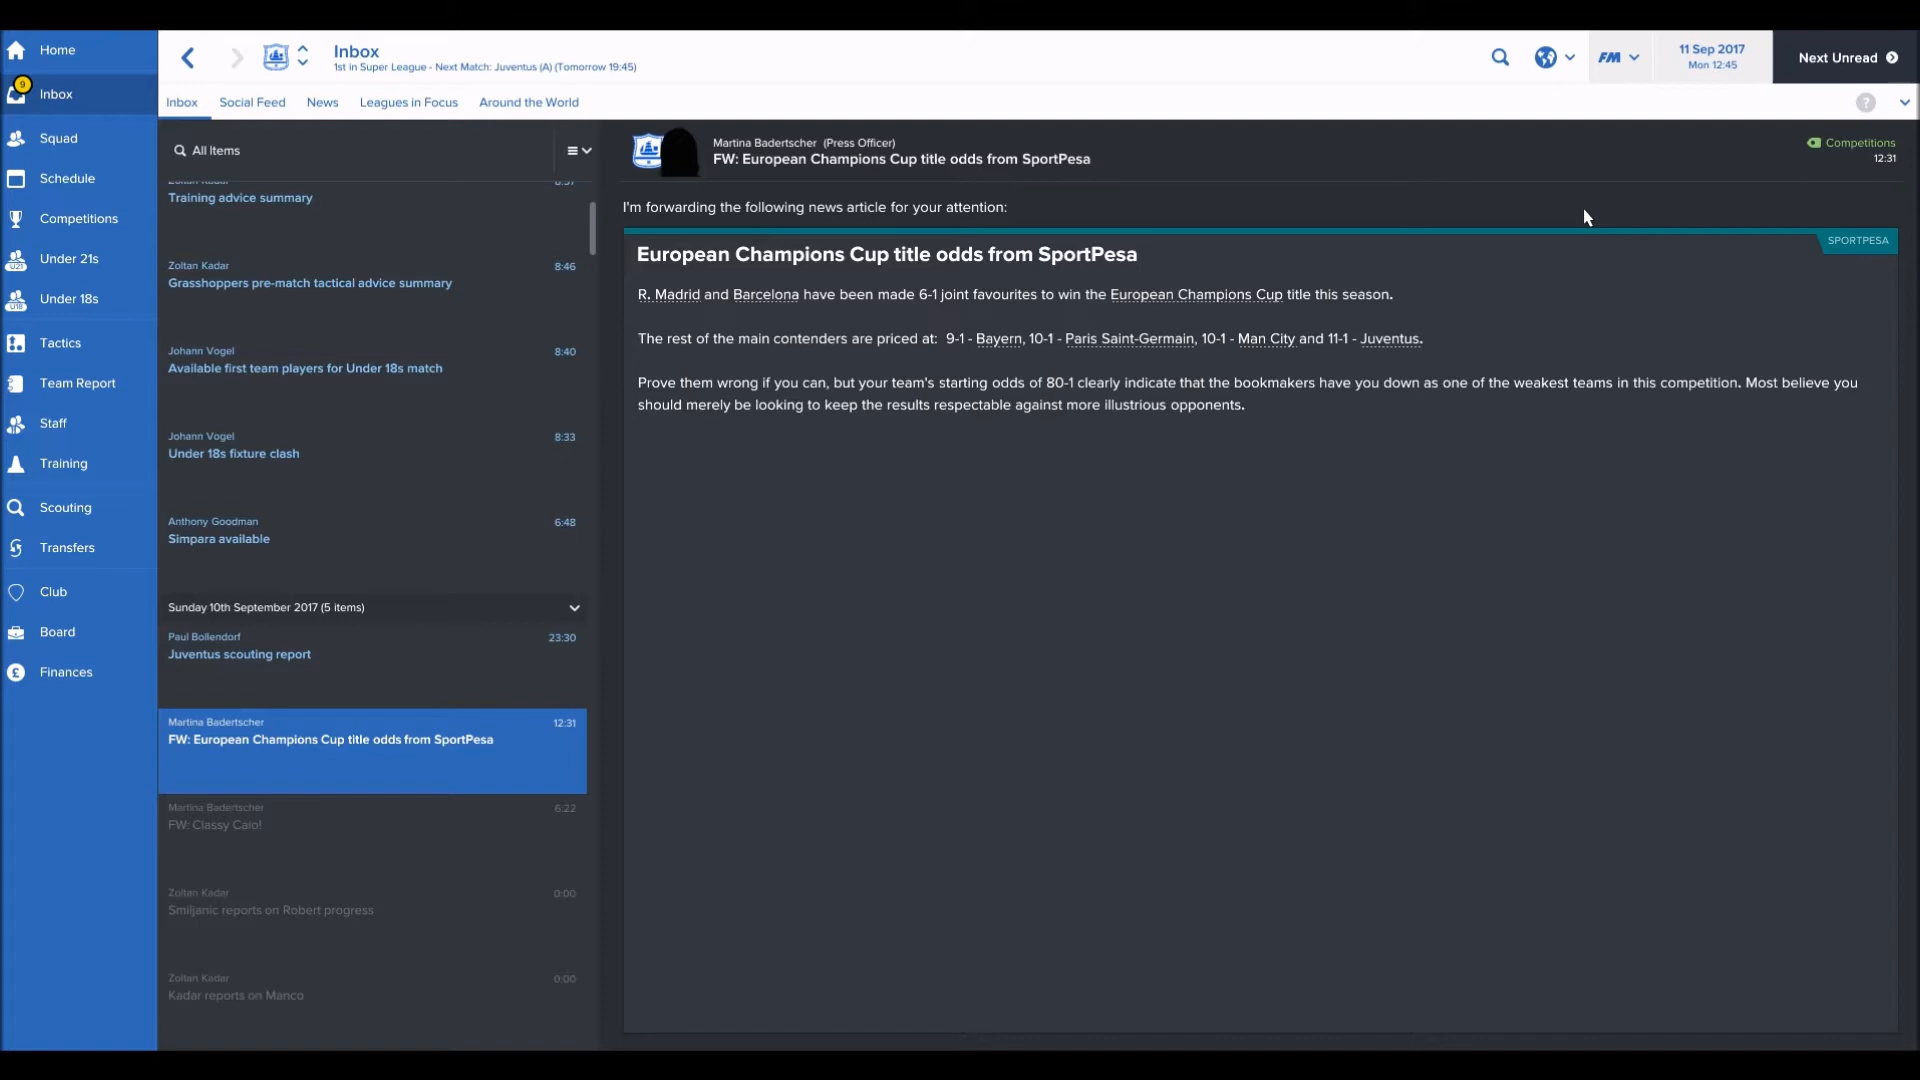 Home
9
Inbox
Squad
Schedule
Competitions
U21
Under 21s
U18
Under 18s
Tactics
Team Report
Staff
Training
Scouting
Transfers
Club
Board
Finances
Inbox
1st in Super League - Next Match: Juventus (A) (Tomorrow 19:45)
FM
11 Sep 2017
Mon 12:45
Next Unread
Inbox Social Feed News Leagues in Focus Around the World
?
All Items
Zoltan Kadar 8:57
Training advice summary
Zoltan Kadar 8:46
Grasshoppers pre-match tactical advice summary
Johann Vogel 8:40
Available first team players for Under 18s match
Johann Vogel 8:33
Under 18s fixture clash
Anthony Goodman 6:48
Simpara available
Sunday 10th September 2017 (5 items)
Paul Bollendorf 23:30
Juventus scouting report
Martina Badertscher 12:31
FW: European Champions Cup title odds from SportPesa
Martina Badertscher 6:22
FW: Classy Caio!
Zoltan Kadar 0:00
Smiljanic reports on Robert progress
Zoltan Kadar 0:00
Kadar reports on Manco
Martina Badertscher (Press Officer)
FW: European Champions Cup title odds from SportPesa
Competitions
12:31
I'm forwarding the following news article for your attention:
SPORTPESA
European Champions Cup title odds from SportPesa
R. Madrid and Barcelona have been made 6-1 joint favourites to win the European Champions Cup title this season.
The rest of the main contenders are priced at: 9-1 - Bayern, 10-1 - Paris Saint-Germain, 10-1 - Man City and 11-1 - Juventus.
Prove them wrong if you can, but your team's starting odds of 80-1 clearly indicate that the bookmakers have you down as one of the weakest teams in this competition. Most believe you
should merely be looking to keep the results respectable against more illustrious opponents.